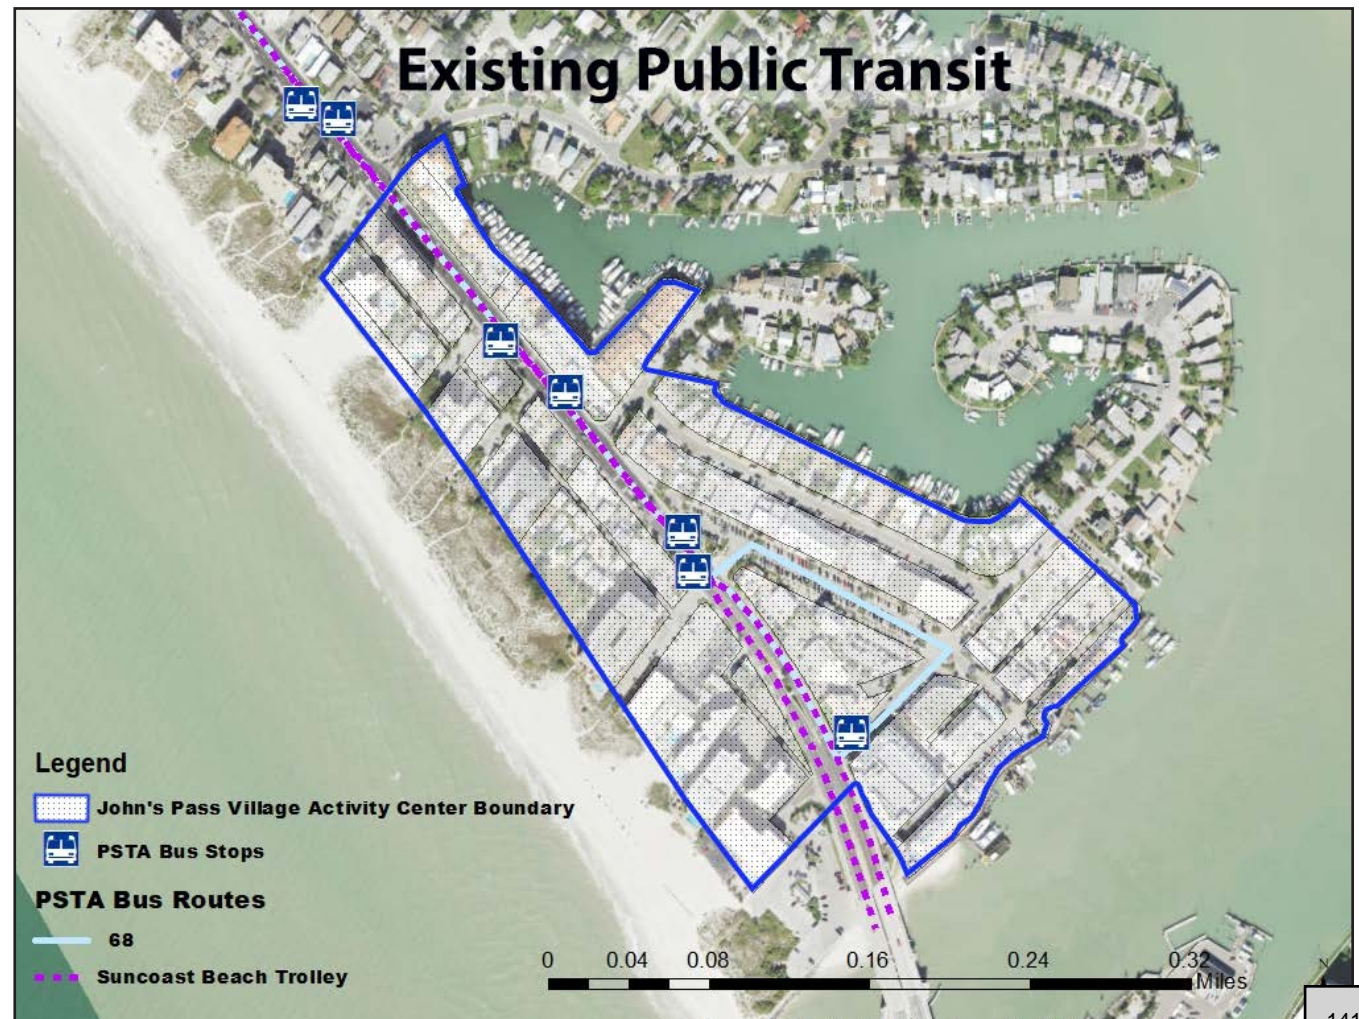 Existing Public Transit
Legend
John's Pass Village Activity Center Boundary
PSTA Bus Stops
PSTA Bus Routes
68
Suncoast Beach Trolley
0 0.04 0.08 0.16 0.24 0.32
Miles
N
141